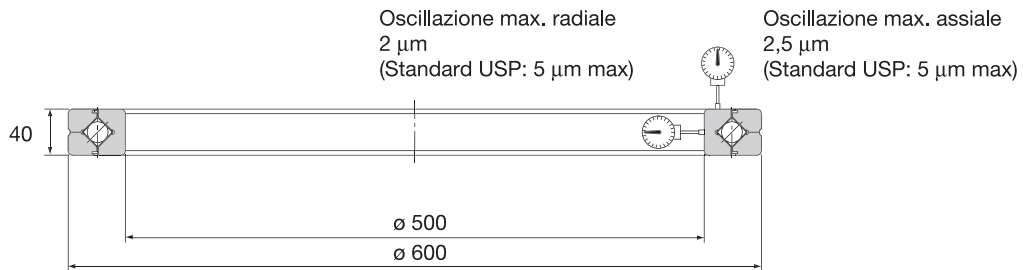 Oscillazione max. radiale
2 μm
(Standard USP: 5 μm max)
Oscillazione max. assiale
2,5 μm
(Standard USP: 5 μm max)
40
ø 500
ø 600